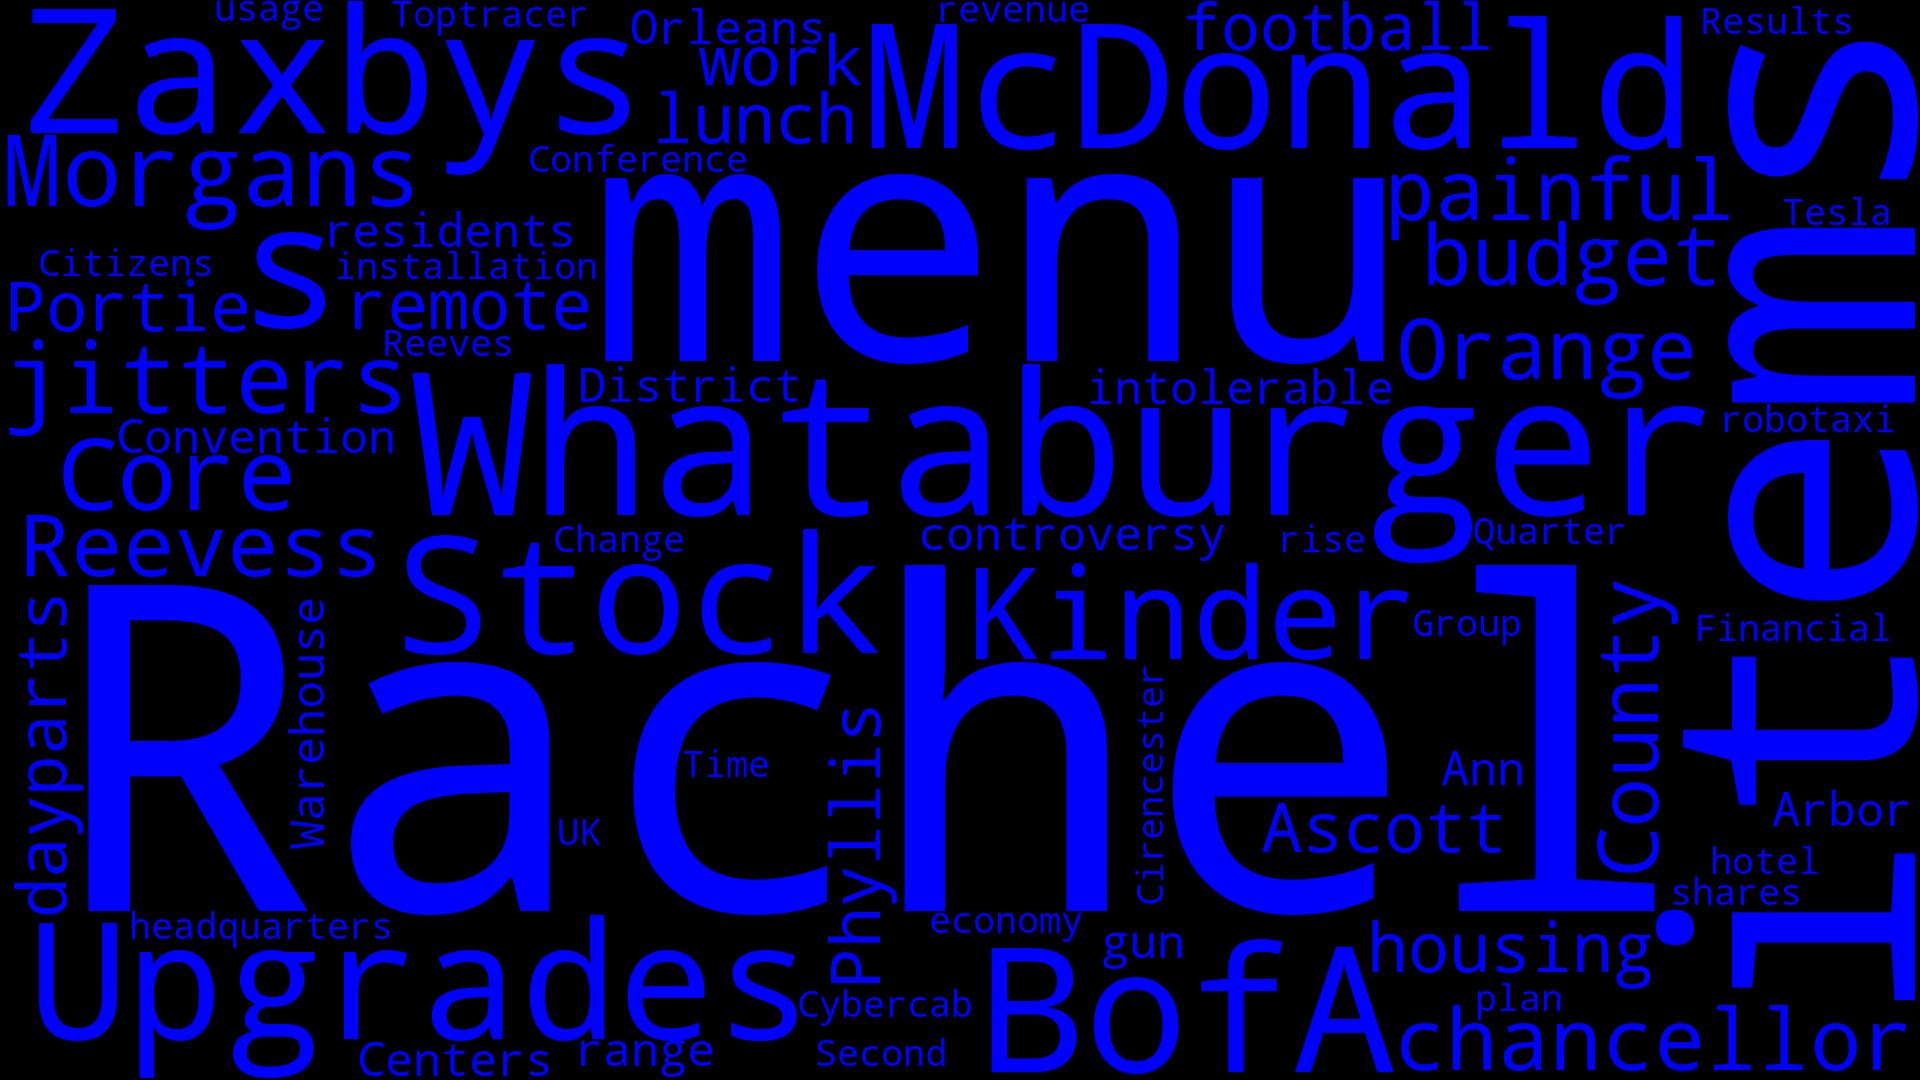 usage
Toptracer
Orleans
revenue
football
Results
Zaxbys
work
McDonald
lunch
Morgans
Conference
menu
painful
items
Tesla
residents
s
budget
Citizens
installation
Portie
remote
Orange
Reeves
jitters
District
intolerable
Whataburger
robotaxi
Convention
Core
Reevess
Change
controversy
rise
Quarter
Stock
Kinder
Group
County
Financial
dayparts
Warehouse
Rachel
Time
Phyllis
Cirencester
Ann
UK
Ascott
Arbor
hotel
shares
headquarters
economy
gun
housing
Upgrades
Cybercab
BofA
plan
chancellor
Centers
range
Second